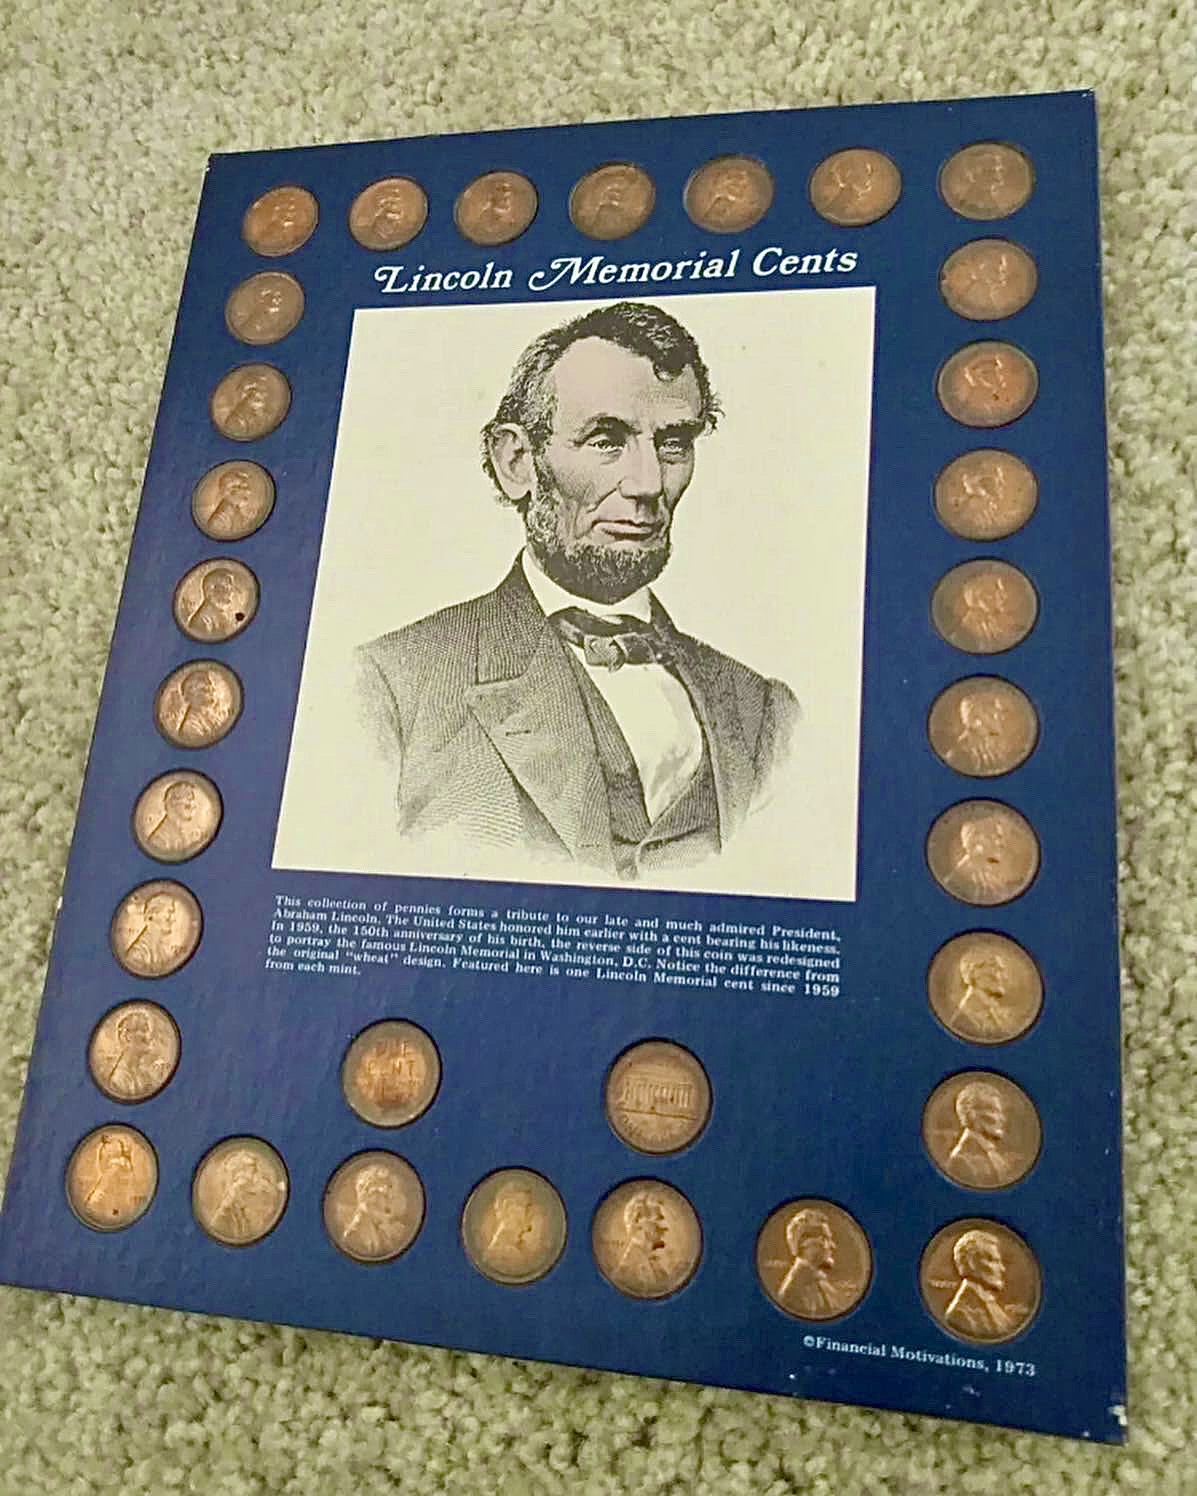 Lincoln Memorial Cents
This collection of pennies forms a tribute to our late and much admired President,
Abraham Lincoln. The United States honored him earlier with a cent bearing his likeness.
In 1959, the 150th anniversary of his birth, the reverse side of this coin was redesigned
to portray the famous Lincoln Memorial in Washington, D.C. Notice the difference from
the original "wheat" design. Featured here is one Lincoln Memorial cent since 1959
from each mint.
ONE
CENT
©Financial Motivations, 1973